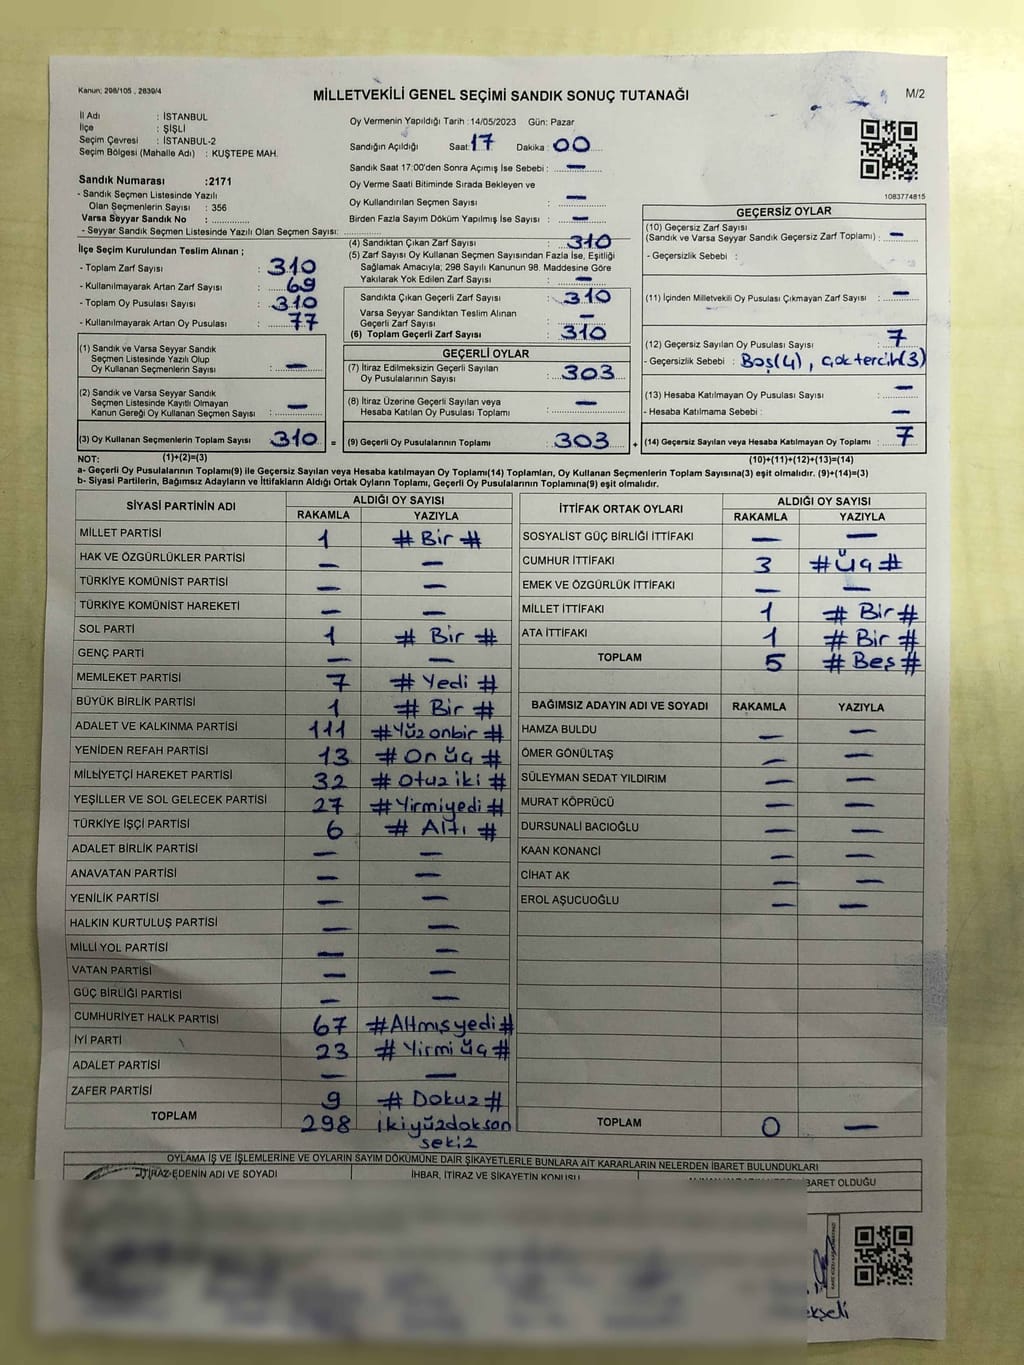 Kanun; 298/105 , 2839/4
MİLLETVEKİLİ GENEL SEÇİMİ SANDIK SONUÇ TUTANAĞI
M/2
İl Adı : İSTANBUL
İlçe : ŞİŞLİ
Seçim Çevresi : İSTANBUL-2
Seçim Bölgesi (Mahalle Adı) : KUŞTEPE MAH.
Sandık Numarası :2171
- Sandık Seçmen Listesinde Yazılı
Olan Seçmenlerin Sayısı : 356
Varsa Seyyar Sandık No :
- Seyyar Sandık Seçmen Listesinde Yazılı Olan Seçmen Sayısı:
İlçe Seçim Kurulundan Teslim Alınan ;
- Toplam Zarf Sayısı : 310
- Kullanılmayarak Artan Zarf Sayısı : 69
- Toplam Oy Pusulası Sayısı : 310
- Kullanılmayarak Artan Oy Pusulası : 77
(1) Sandık ve Varsa Seyyar Sandık
Seçmen Listesinde Yazılı Olup
Oy Kullanan Seçmenlerin Sayısı : —
(2) Sandık ve Varsa Seyyar Sandık
Seçmen Listesinde Kayıtlı Olmayan
Kanun Gereği Oy Kullanan Seçmen Sayısı : —
(3) Oy Kullanan Seçmenlerin Toplam Sayısı 310 =
Oy Vermenin Yapıldığı Tarih :14/05/2023 Gün: Pazar
Sandığın Açıldığı Saat: 17 Dakika : 00
Sandık Saat 17:00'den Sonra Açımış İse Sebebi : —
Oy Verme Saati Bitiminde Sırada Bekleyen ve
Oy Kullandırılan Seçmen Sayısı : —
Birden Fazla Sayım Döküm Yapılmış İse Sayısı : —
(4) Sandıktan Çıkan Zarf Sayısı : 310
(5) Zarf Sayısı Oy Kullanan Seçmen Sayısından Fazla İse, Eşitliği
Sağlamak Amacıyla; 298 Sayılı Kanunun 98. Maddesine Göre
Yakılarak Yok Edilen Zarf Sayısı : —
Sandıkta Çıkan Geçerli Zarf Sayısı : 310
Varsa Seyyar Sandıktan Teslim Alınan
Geçerli Zarf Sayısı : —
(6) Toplam Geçerli Zarf Sayısı : 310
GEÇERLİ OYLAR
(7) İtiraz Edilmeksizin Geçerli Sayılan
Oy Pusulalarının Sayısı : 303
(8) İtiraz Üzerine Geçerli Sayılan veya
Hesaba Katılan Oy Pusulası Toplamı : —
(9) Geçerli Oy Pusulalarının Toplamı : 303 +
1083774815
GEÇERSİZ OYLAR
(10) Geçersiz Zarf Sayısı
(Sandık ve Varsa Seyyar Sandık Geçersiz Zarf Toplamı) : —
- Geçersizlik Sebebi :
(11) İçinden Milletvekili Oy Pusulası Çıkmayan Zarf Sayısı : —
(12) Geçersiz Sayılan Oy Pusulası Sayısı : 7
- Geçersizlik Sebebi : Boş(4) , çok tercih(3)
(13) Hesaba Katılmayan Oy Pusulası Sayısı : —
- Hesaba Katılmama Sebebi : —
(14) Geçersiz Sayılan veya Hesaba Katılmayan Oy Toplamı : 7
NOT: (1)+(2)=(3) (10)+(11)+(12)+(13)=(14)
a- Geçerli Oy Pusulalarının Toplamı(9) ile Geçersiz Sayılan veya Hesaba katılmayan Oy Toplamı(14) Toplamları, Oy Kullanan Seçmenlerin Toplam Sayısına(3) eşit olmalıdır. (9)+(14)=(3)
b- Siyasi Partilerin, Bağımsız Adayların ve İttifakların Aldığı Ortak Oyların Toplamı, Geçerli Oy Pusulalarının Toplamına(9) eşit olmalıdır.
SİYASİ PARTİNİN ADI ALDIĞI OY SAYISI
RAKAMLA YAZIYLA
MİLLET PARTİSİ 1 # Bir #
HAK VE ÖZGÜRLÜKLER PARTİSİ — —
TÜRKİYE KOMÜNİST PARTİSİ — —
TÜRKİYE KOMÜNİST HAREKETİ — —
SOL PARTİ 1 # Bir #
GENÇ PARTİ — —
MEMLEKET PARTİSİ 7 # Yedi #
BÜYÜK BİRLİK PARTİSİ 1 # Bir #
ADALET VE KALKINMA PARTİSİ 111 #Yüzonbir #
YENİDEN REFAH PARTİSİ 13 # On üç #
MİLLİYETÇİ HAREKET PARTİSİ 32 # Otuz iki #
YEŞİLLER VE SOL GELECEK PARTİSİ 27 #Yirmiyedi #
TÜRKİYE İŞÇİ PARTİSİ 6 # Altı #
ADALET BİRLİK PARTİSİ — —
ANAVATAN PARTİSİ — —
YENİLİK PARTİSİ — —
HALKIN KURTULUŞ PARTİSİ — —
MİLLİ YOL PARTİSİ — —
VATAN PARTİSİ — —
GÜÇ BİRLİĞİ PARTİSİ — —
CUMHURİYET HALK PARTİSİ 67 #Altmışyedi #
İYİ PARTİ 23 # Yirmi üç #
ADALET PARTİSİ — —
ZAFER PARTİSİ 9 # Dokuz #
TOPLAM 298 ikiyüzdoksan
sekiz
İTTİFAK ORTAK OYLARI ALDIĞI OY SAYISI
RAKAMLA YAZIYLA
SOSYALİST GÜÇ BİRLİĞİ İTTİFAKI — —
CUMHUR İTTİFAKI 3 #Üç #
EMEK VE ÖZGÜRLÜK İTTİFAKI — —
MİLLET İTTİFAKI 1 # Bir #
ATA İTTİFAKI 1 # Bir #
TOPLAM 5 # Beş #
BAĞIMSIZ ADAYIN ADI VE SOYADI RAKAMLA YAZIYLA
HAMZA BULDU — —
ÖMER GÖNÜLTAŞ — —
SÜLEYMAN SEDAT YILDIRIM — —
MURAT KÖPRÜCÜ — —
DURSUNALİ BACIOĞLU — —
KAAN KONANCİ — —
CİHAT AK — —
EROL AŞUCUOĞLU — —
TOPLAM 0 —
OYLAMA İŞ VE İŞLEMLERİNE VE OYLARIN SAYIM DÖKÜMÜNE DAİR ŞİKAYETLERLE BUNLARA AİT KARARLARIN NELERDEN İBARET BULUNDUKLARI
İTİRAZ EDENİN ADI VE SOYADI İHBAR, İTİRAZ VE ŞİKAYETİN KONUSU İBARET OLDUĞU